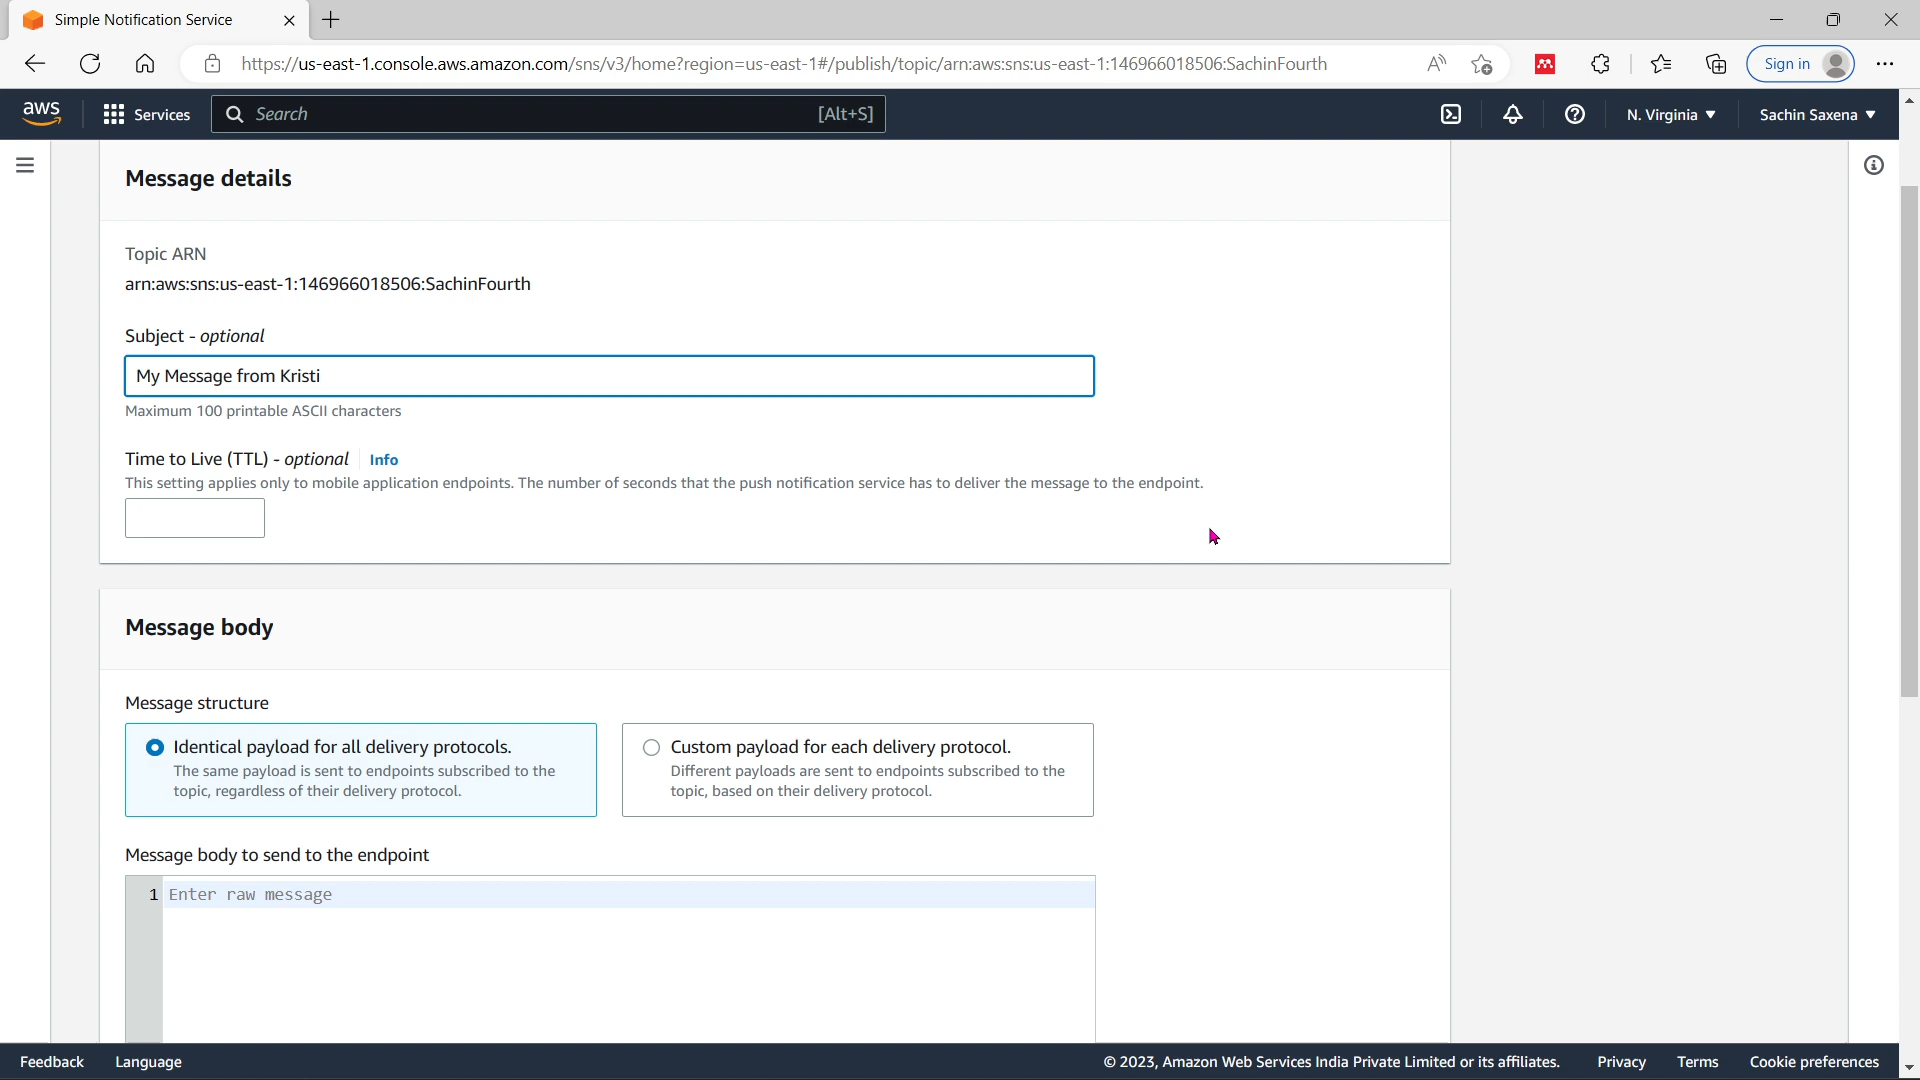 Simple Notification Service
https://us-east-1.console.aws.amazon.com/sns/v3/home?region=us-east-1#/publish/topic/arn:aws:sns:us-east-1:146966018506:SachinFourth
Sign in
aws
Services
Search
[Alt+S]
N. Virginia
Sachin Saxena
Message details
Topic ARN
arn:aws:sns:us-east-1:146966018506:SachinFourth
Subject - optional
My Message from Kristi
Maximum 100 printable ASCII characters
Time to Live (TTL) - optional Info
This setting applies only to mobile application endpoints. The number of seconds that the push notification service has to deliver the message to the endpoint.
Message body
Message structure
Identical payload for all delivery protocols.
The same payload is sent to endpoints subscribed to the
topic, regardless of their delivery protocol.
Custom payload for each delivery protocol.
Different payloads are sent to endpoints subscribed to the
topic, based on their delivery protocol.
Message body to send to the endpoint
1 Enter raw message
Feedback Language © 2023, Amazon Web Services India Private Limited or its affiliates. Privacy Terms Cookie preferences